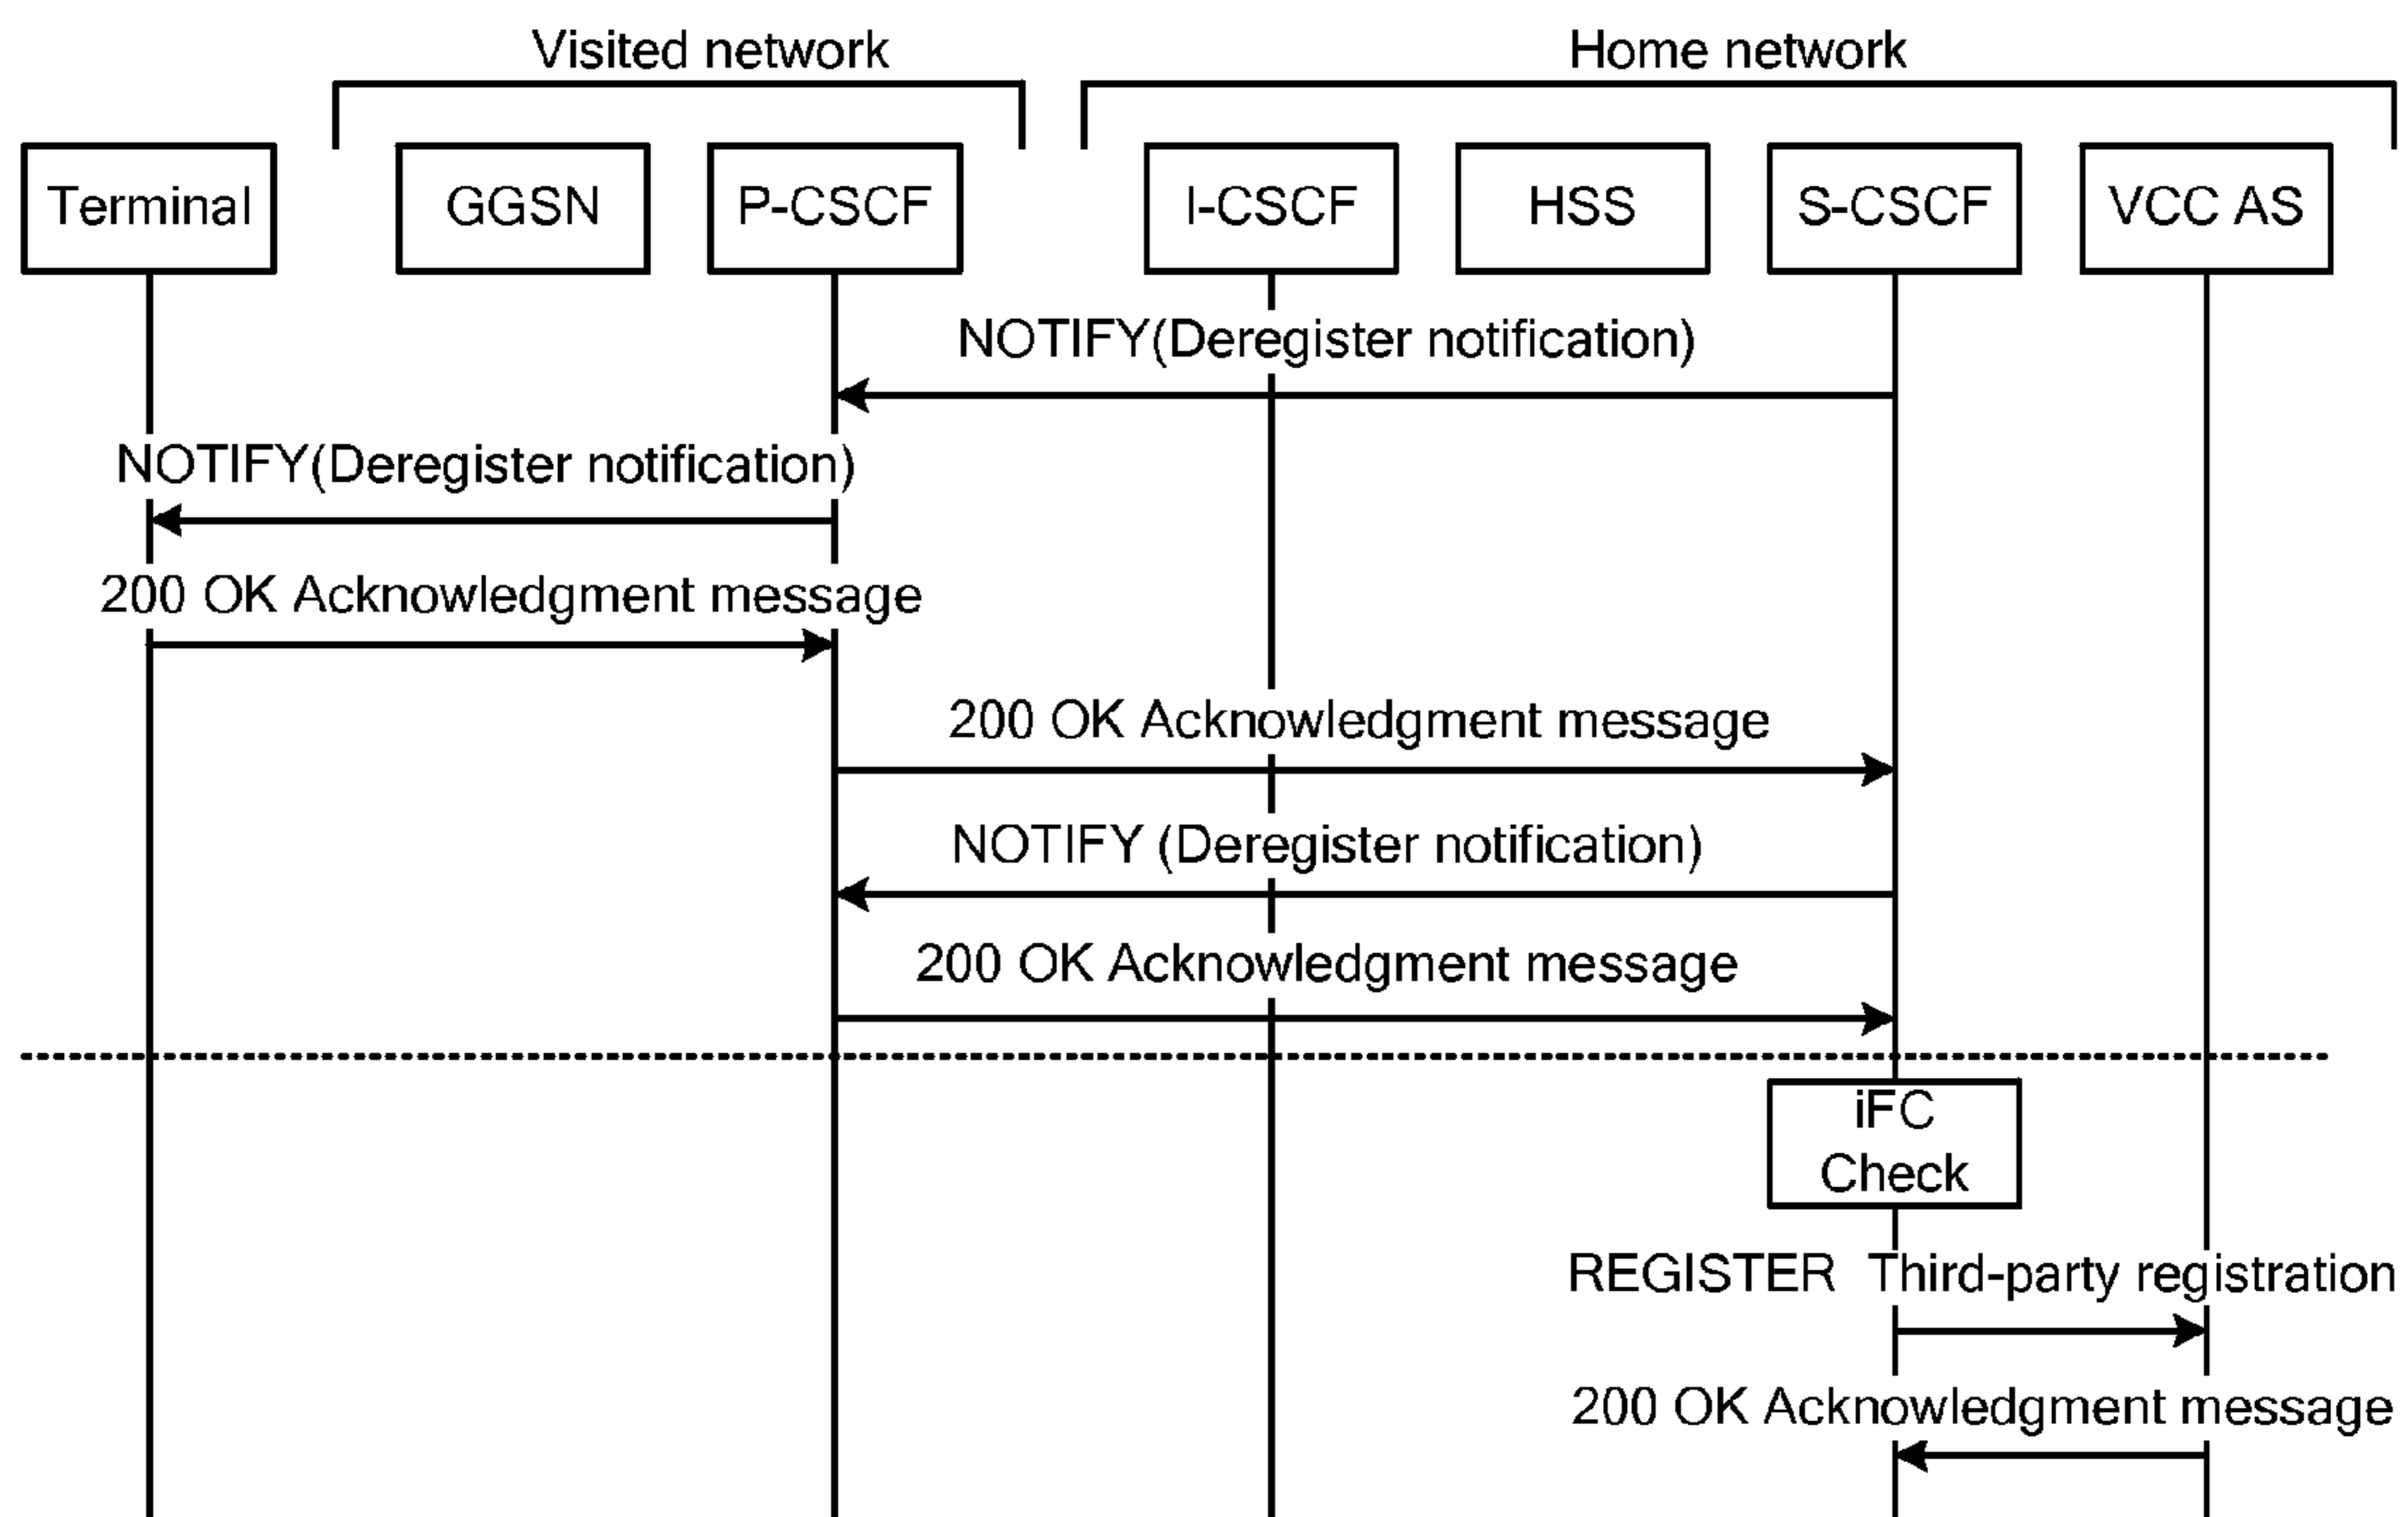 Visited network
Home network
Terminal
GGSN
P-CSCF
I-CSCF
HSS
S-CSCF
VCC AS
NOTIFY(Deregister notification)
NOTIFY(Deregister notification)
200 OK Acknowledgment message
200 OK Acknowledgment message
NOTIFY (Deregister notification)
200 OK Acknowledgment message
iFC
Check
REGISTER Third-party registration
200 OK Acknowledgment message